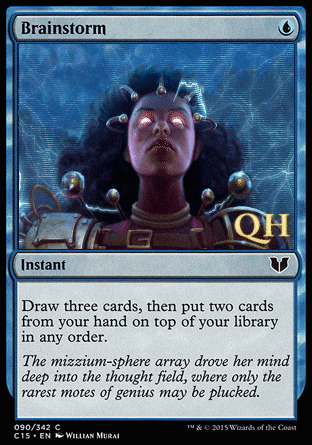 Brainstorm
QH
Instant
Draw three cards, then put two cards
from your hand on top of your library
in any order.
The mizzium-sphere array drove her mind
deep into the thought field, where only the
rarest motes of genius may be plucked.
090/342 C
C15 • EN Willian Murai
™ & © 2015 Wizards of the Coast